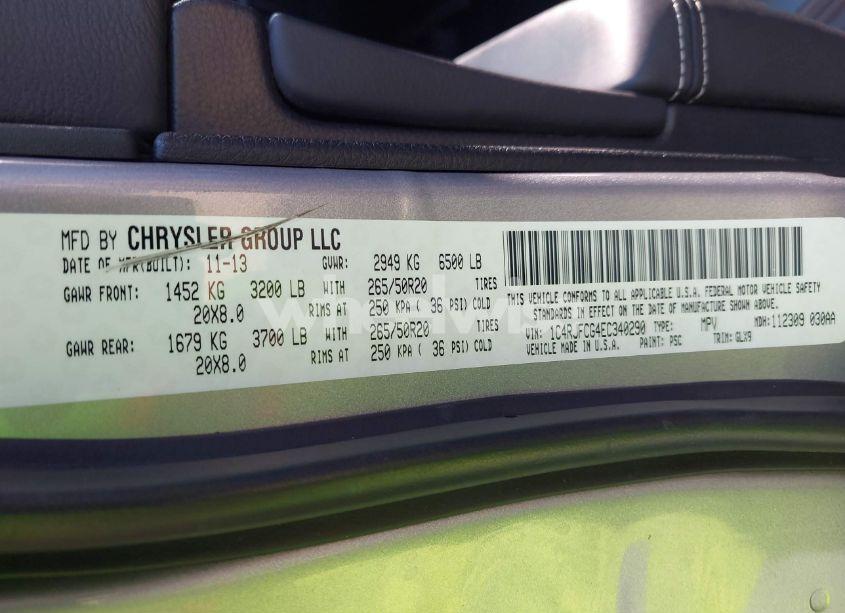 MFD BY CHRYSLER GROUP LLC
DATE OF MFR(BUILT): 11-13 GVWR: 2949 KG 6500 LB
GAWR FRONT: 1452 KG 3200 LB WITH 265/50R20 TIRES
20X8.0 RIMS AT 250 KPA ( 36 PSI) COLD
GAWR REAR: 1679 KG 3700 LB WITH 265/50R20 TIRES
20X8.0 RIMS AT 250 KPA ( 36 PSI) COLD
THIS VEHICLE CONFORMS TO ALL APPLICABLE U.S.A. FEDERAL MOTOR VEHICLE SAFETY
STANDARDS IN EFFECT ON THE DATE OF MANUFACTURE SHOWN ABOVE.
VIN: 1C4RJFCG4EC340290 TYPE: MPV MDH: 112309 030AA
VEHICLE MADE IN U.S.A. PAINT: PSC TRIM: GLX9